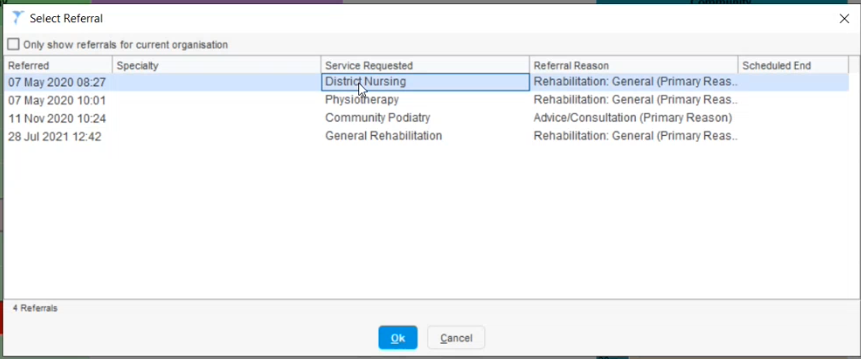 Community
Select Referral
Only show referrals for current organisation
Referred Specialty Service Requested Referral Reason Scheduled End
07 May 2020 08:27 District Nursing Rehabilitation: General (Primary Reas..
07 May 2020 10:01 Physiotherapy Rehabilitation: General (Primary Reas..
11 Nov 2020 10:24 Community Podiatry Advice/Consultation (Primary Reason)
28 Jul 2021 12:42 General Rehabilitation Rehabilitation: General (Primary Reas..
4 Referrals
Ok Cancel